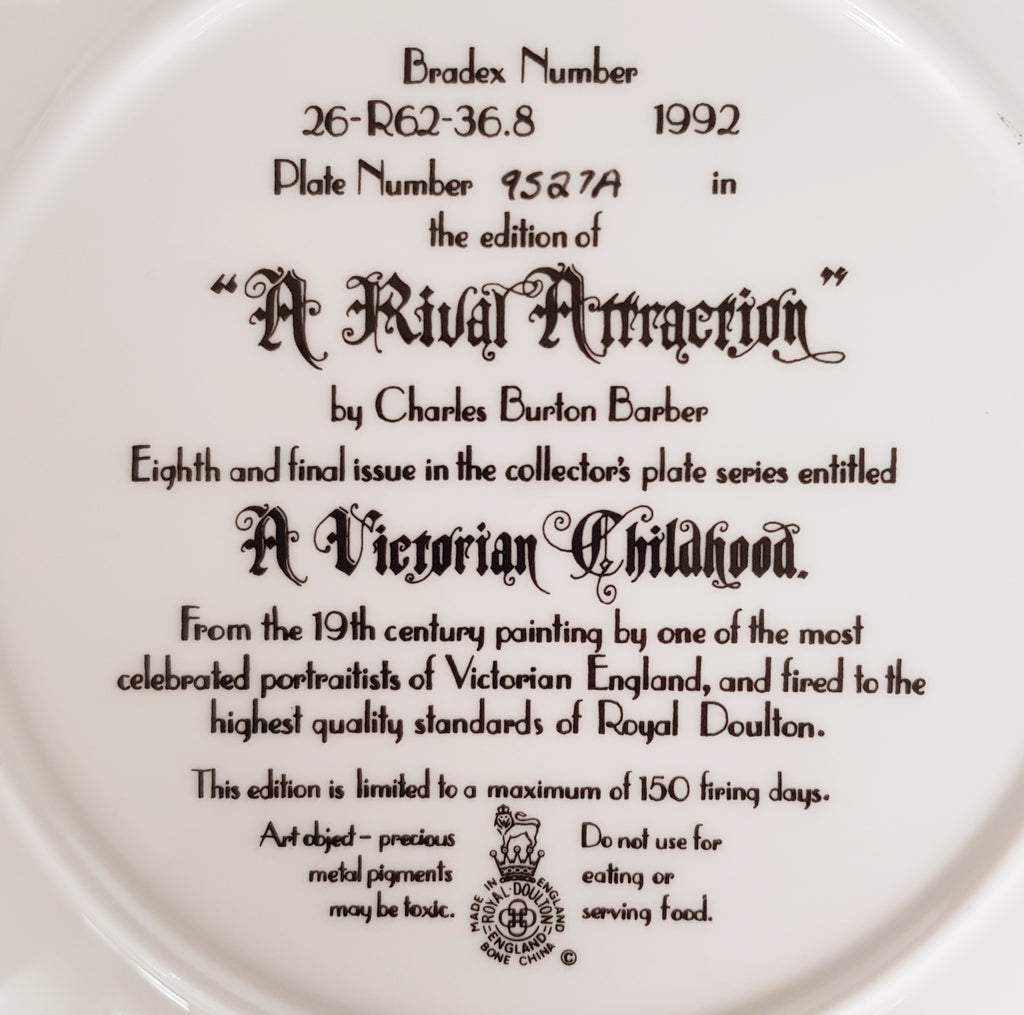 Bradex Number
26-R62-36.8 1992
Plate Number 9527A in
the edition of
"A Rival Attraction"
by Charles Burton Barber
Eighth and final issue in the collector's plate series entitled
A Victorian Childhood.
From the 19th century painting by one of the most
celebrated portraitists of Victorian England, and fired to the
highest quality standards of Royal Doulton.
This edition is limited to a maximum of 150 firing days.
Art object - precious
metal pigments
may be toxic.
MADE IN ENGLAND
ROYAL·DOULTON
ENGLAND
BONE CHINA
©
Do not use for
eating or
serving food.